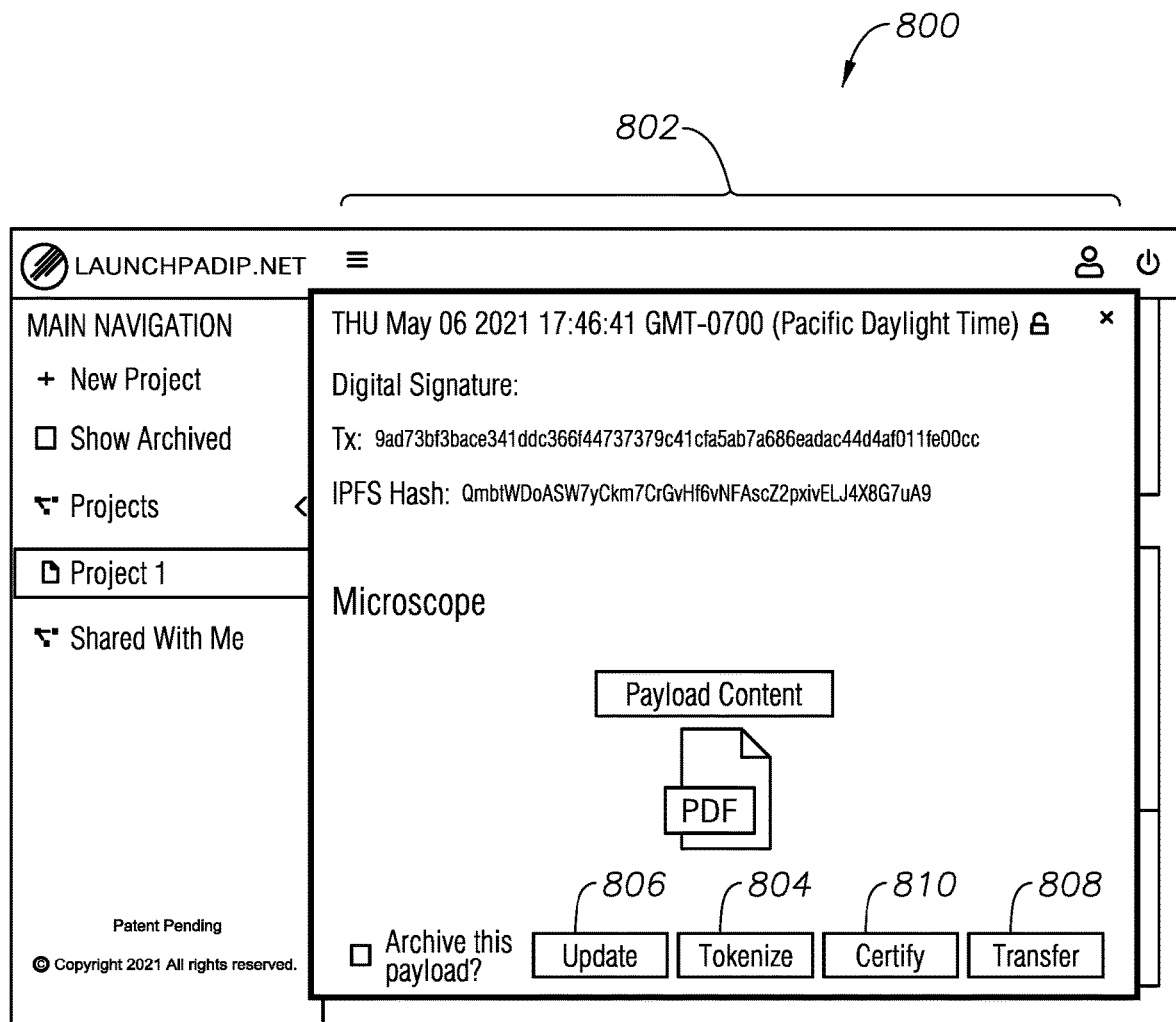 800
802
LAUNCHPADIP.NET
MAIN NAVIGATION
+ New Project
Show Archived
Projects
Project 1
Shared With Me
Patent Pending
© Copyright 2021 All rights reserved.
THU May 06 2021 17:46:41 GMT-0700 (Pacific Daylight Time)
Digital Signature:
Tx: 9ad73bf3bace341ddc366f44737379c41cfa5ab7a686eadac44d4af011fe00cc
IPFS Hash: QmbtWDoASW7yCkm7CrGvHf6vNFAscZ2pxivELJ4X8G7uA9
Microscope
Payload Content
PDF
806 804 810 808
Archive this
payload?
Update Tokenize Certify Transfer